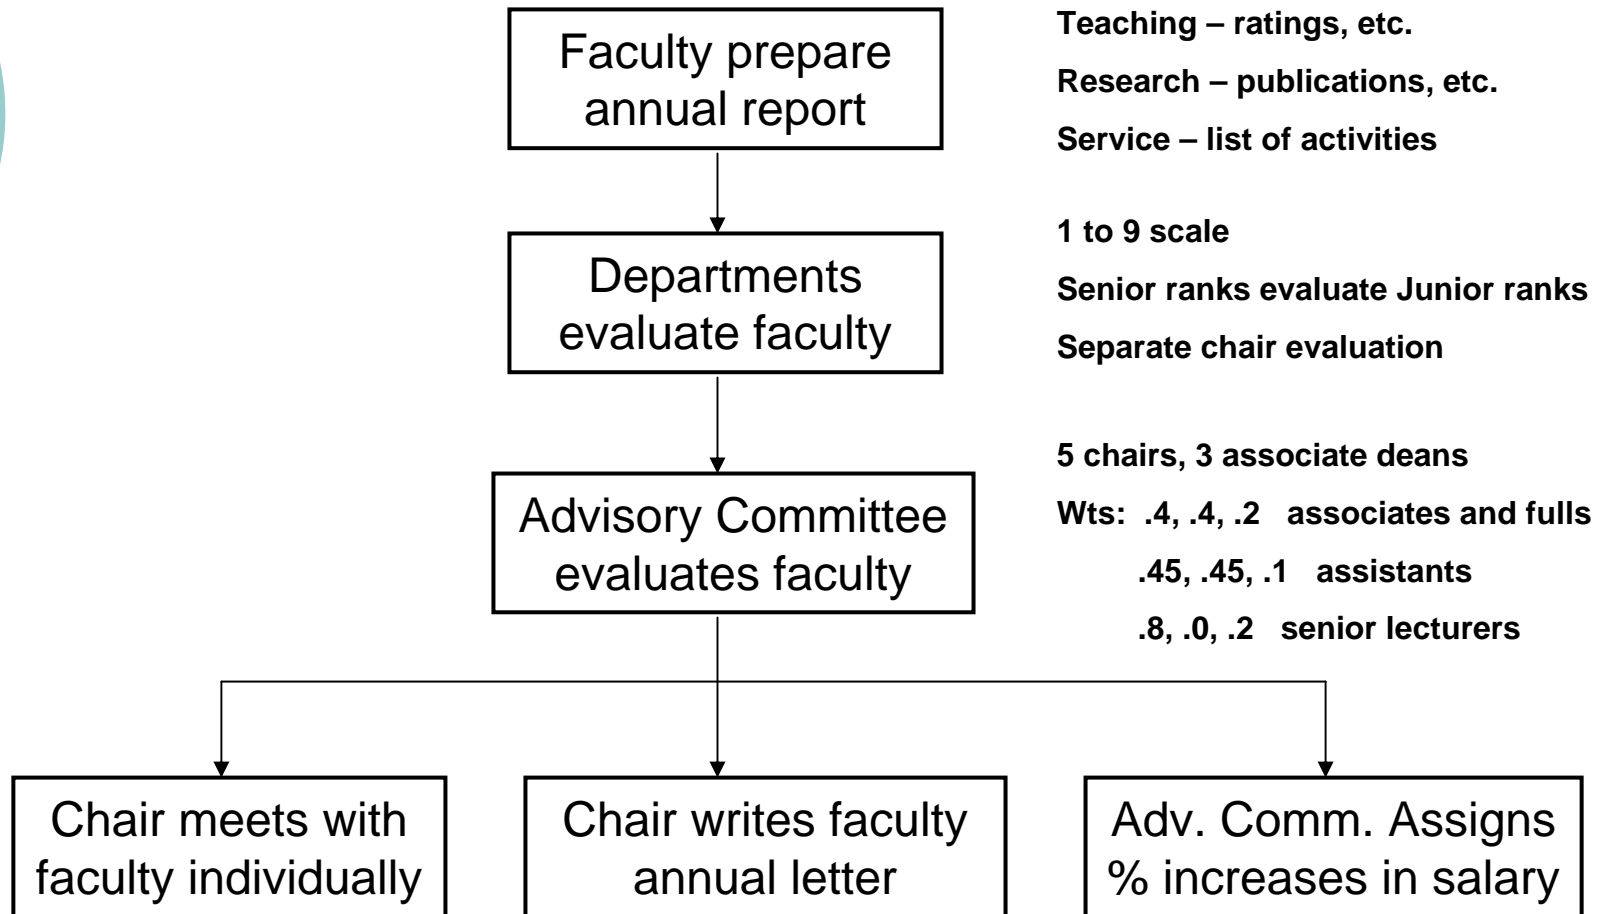 Faculty prepare
annual report
Teaching – ratings, etc.
Research – publications, etc.
Service – list of activities
Departments
evaluate faculty
1 to 9 scale
Senior ranks evaluate Junior ranks
Separate chair evaluation
Advisory Committee
evaluates faculty
5 chairs, 3 associate deans
Wts: .4, .4, .2 associates and fulls
.45, .45, .1 assistants
.8, .0, .2 senior lecturers
Chair meets with
faculty individually
Chair writes faculty
annual letter
Adv. Comm. Assigns
% increases in salary